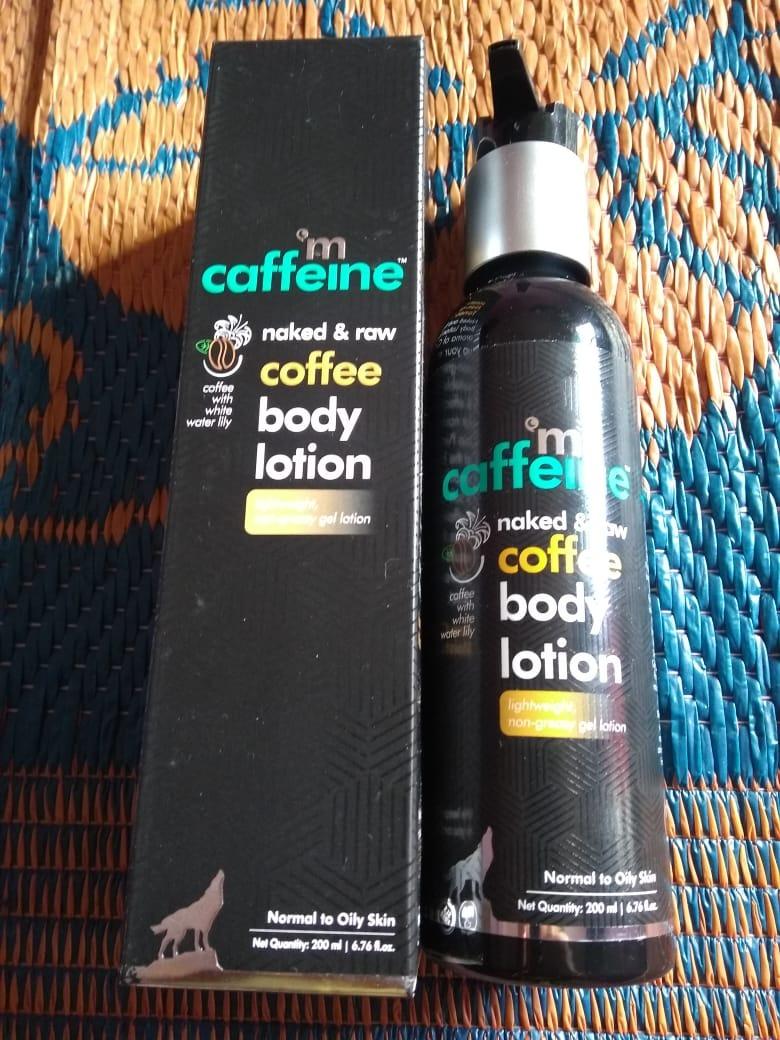 'm
caffeine™
naked & raw
coffee
body
lotion
coffee
with
white
water lily
lightweight,
non-greasy gel lotion
Normal to Oily Skin
Net Quantity: 200 ml | 6.76 fl.oz.
'm
caffeine
naked & raw
coffee
body
lotion
coffee
with
white
water lily
lightweight,
non-greasy gel lotion
Normal to Oily Skin
Net Quantity: 200 ml | 6.76 fl.oz.